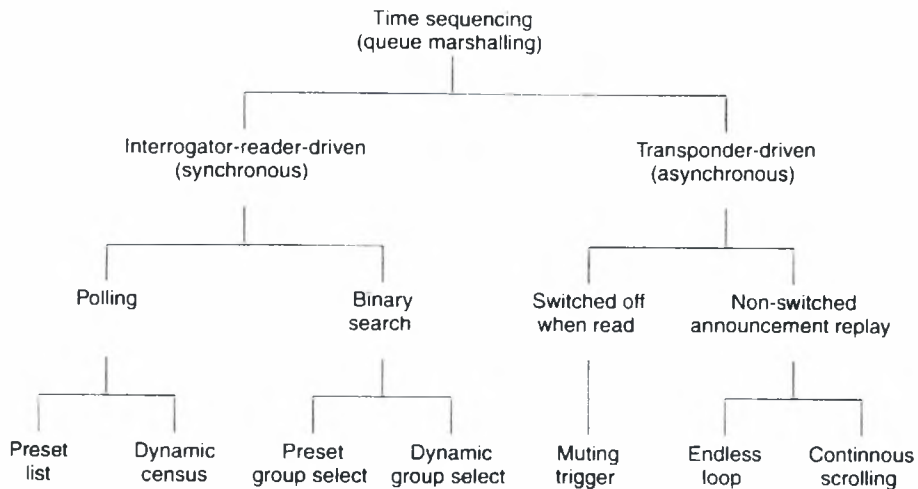 Time sequencing
(queue marshalling)
Interrogator-reader-driven
(synchronous)
Transponder-driven
(asynchronous)
Polling
Binary
search
Switched off
when read
Non-switched
announcement replay
Preset
list
Dynamic
census
Preset
group select
Dynamic
group select
Muting
trigger
Endless
loop
Continnous
scrolling